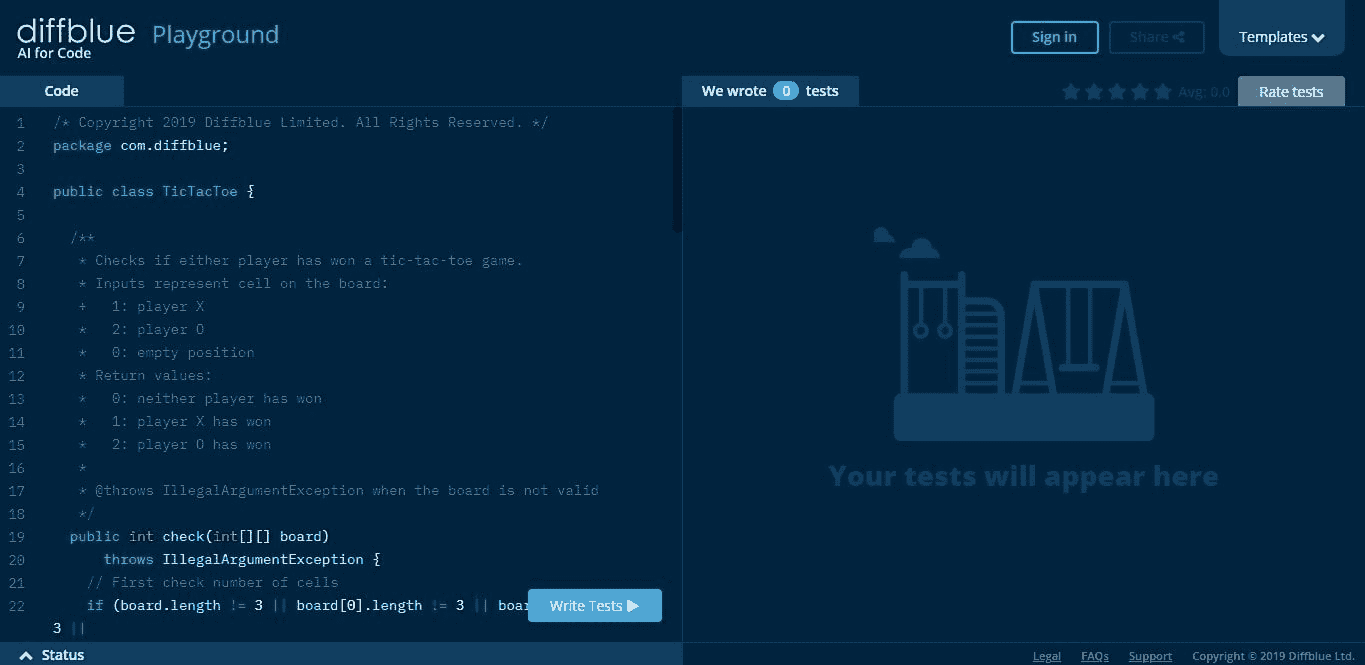 diffblue Playground
AI for Code
Sign in
Share
Templates
Code
We wrote 0 tests
Avg: 0.0
Rate tests
1 /* Copyright 2019 Diffblue Limited. All Rights Reserved. */
2 package com.diffblue;
3
4 public class TicTacToe {
5
6 /**
7 * Checks if either player has won a tic-tac-toe game.
8 * Inputs represent cell on the board:
9 + 1: player X
10 * 2: player O
11 * 0: empty position
12 * Return values:
13 * 0: neither player has won
14 * 1: player X has won
15 * 2: player O has won
16 *
17 * @throws IllegalArgumentException when the board is not valid
18 */
19 public int check(int[][] board)
20 throws IllegalArgumentException {
21 // First check number of cells
22 if (board.length != 3 || board[0].length != 3 ||
3 ||
Write Tests
Your tests will appear here
Status
Legal FAQs Support Copyright © 2019 Diffblue Ltd.